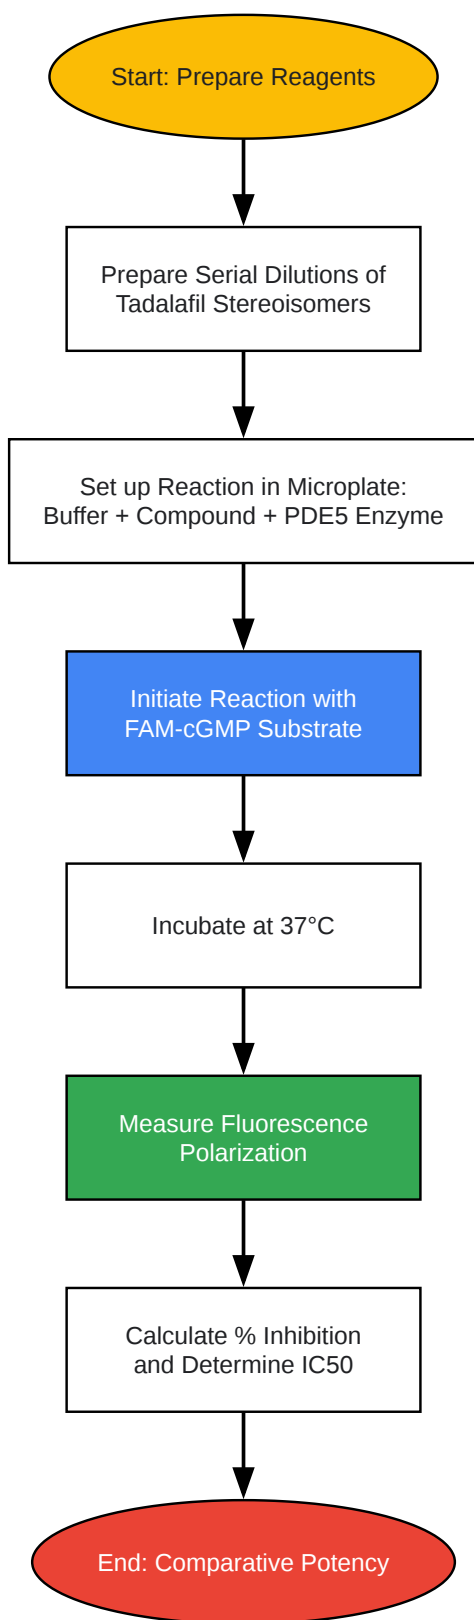 Start: Prepare Reagents
Prepare Serial Dilutions of
Tadalafil Stereoisomers
Set up Reaction in Microplate:
Buffer + Compound + PDE5 Enzyme
Initiate Reaction with
FAM-cGMP Substrate
Incubate at 37°C
Measure Fluorescence
Polarization
Calculate % Inhibition
and Determine IC50
End: Comparative Potency